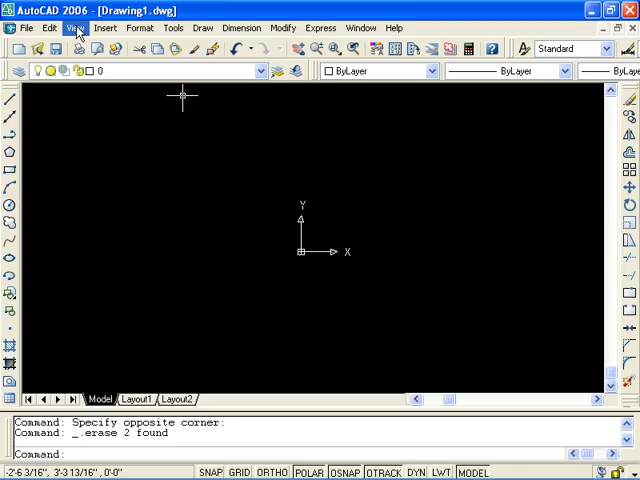 AutoCAD 2006 - [Drawing1.dwg]
File Edit View Insert Format Tools Draw Dimension Modify Express Window Help
Standard
0 ByLayer ByLayer ByLaye
Y
X
Model Layout1 Layout2
Command: Specify opposite corner:
Command: _.erase 2 found
Command:
-2'-6 3/16", 3'-3 13/16", 0'-0" SNAP GRID ORTHO POLAR OSNAP OTRACK DYN LWT MODEL